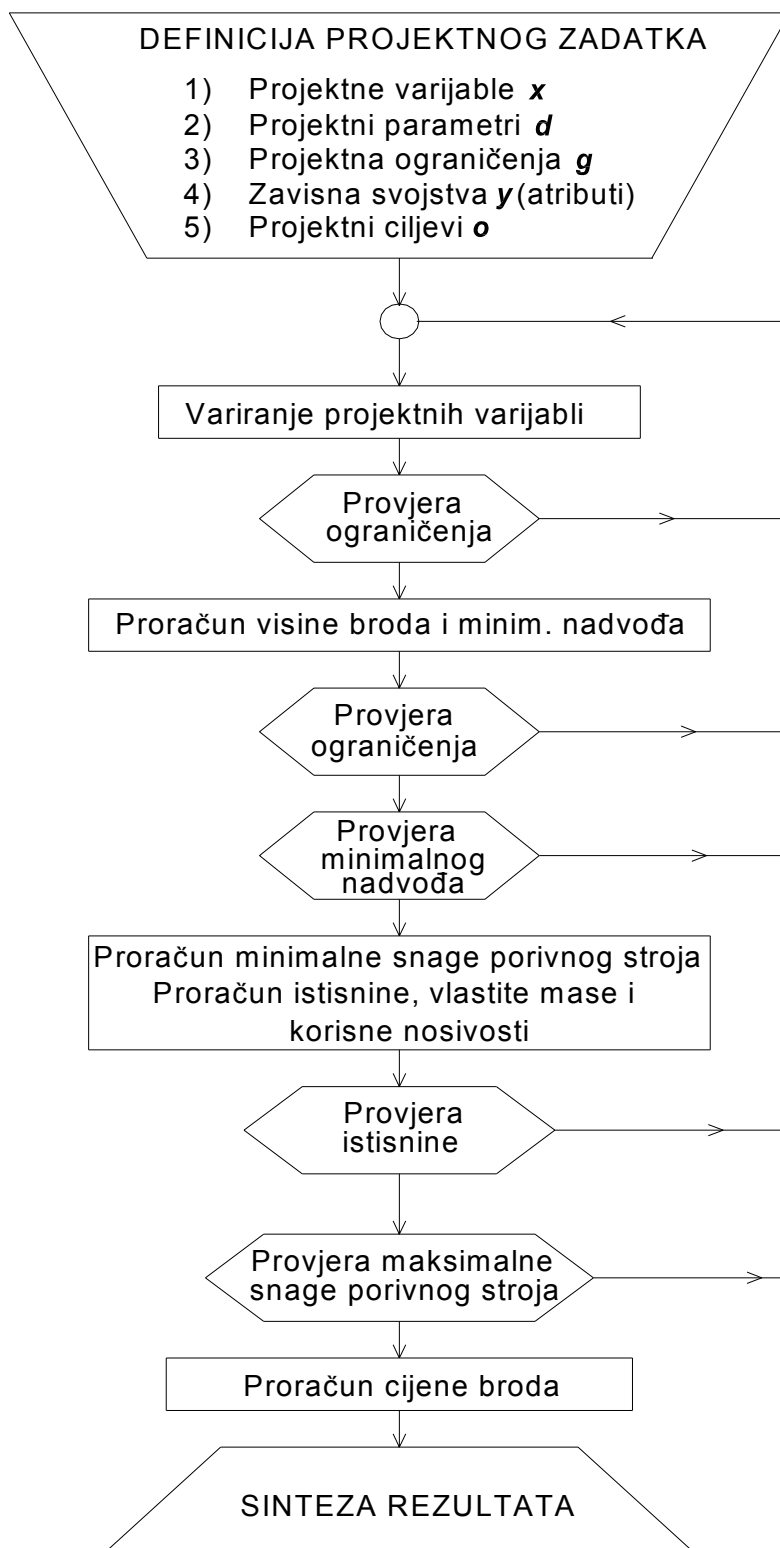 DEFINICIJA PROJEKTNOG ZADATKA
1) Projektne varijable x
2) Projektni parametri d
3) Projektna ograničenja g
4) Zavisna svojstva y (atributi)
5) Projektni ciljevi o
Variranje projektnih varijabli
Provjera
ograničenja
Proračun visine broda i minim. nadvođa
Provjera
ograničenja
Provjera
minimalnog
nadvođa
Proračun minimalne snage porivnog stroja
Proračun istisnine, vlastite mase i
korisne nosivosti
Provjera
istisnine
Provjera maksimalne
snage porivnog stroja
Proračun cijene broda
SINTEZA REZULTATA